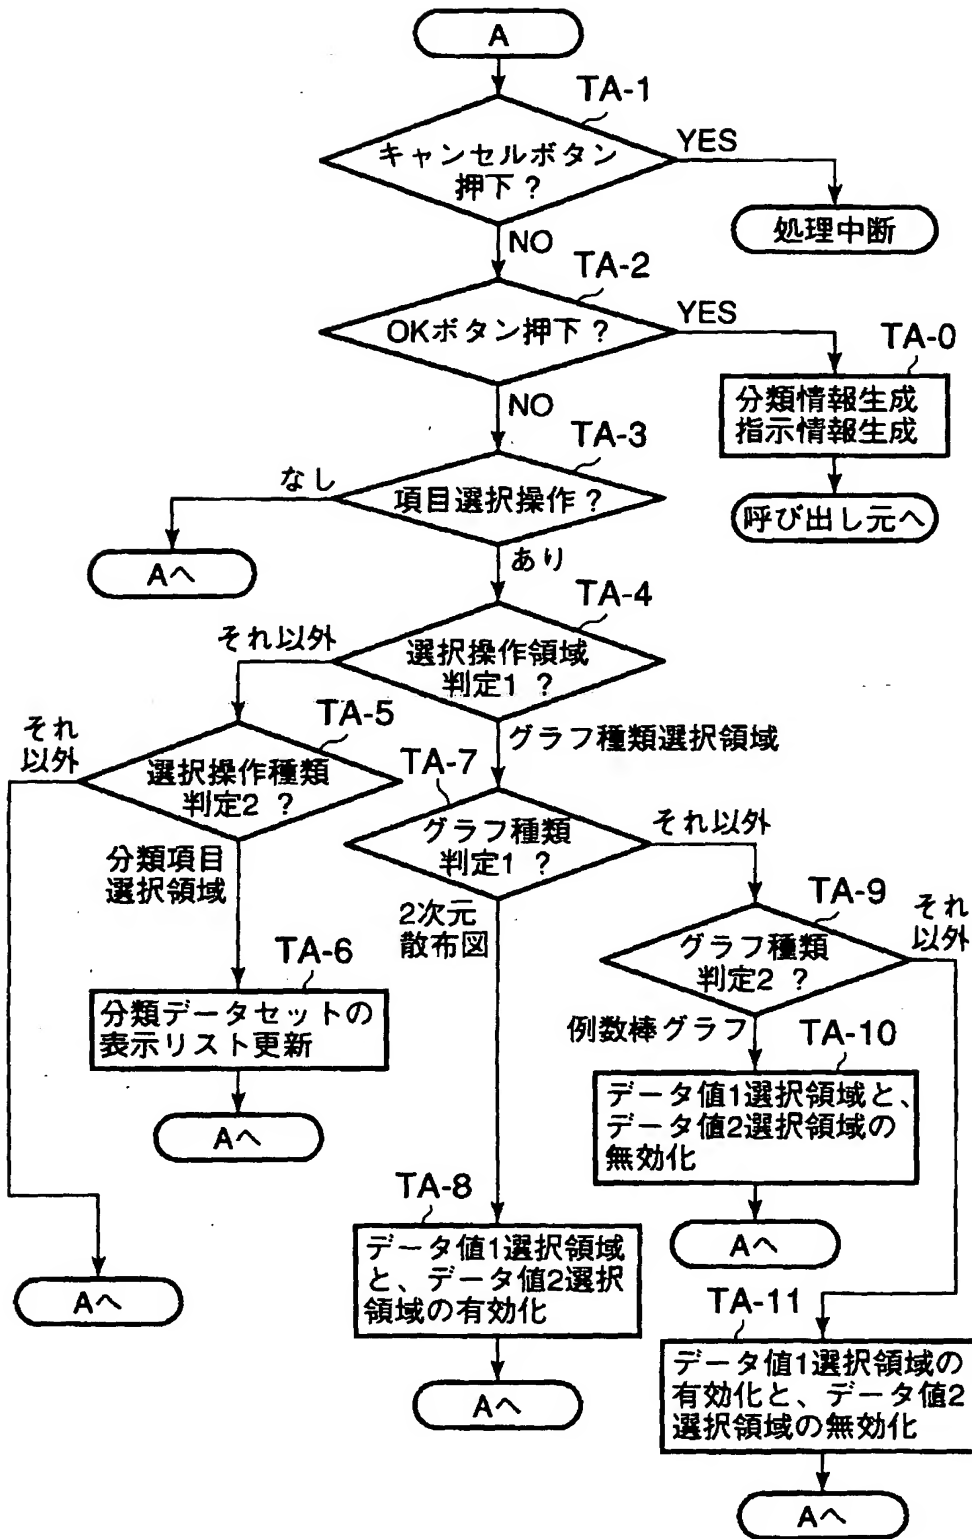 A
TA-1
キャンセルボタン
押下?
YES
処理中断
NO
TA-2
OKボタン押下?
YES
TA-0
分類情報生成
指示情報生成
呼び出し元へ
NO
TA-3
項目選択操作?
なし
Aへ
あり
TA-4
選択操作領域
判定1 ?
それ以外
グラフ種類選択領域
TA-5
選択操作種類
判定2 ?
それ
以外
分類項目
選択領域
TA-6
分類データセットの
表示リスト更新
Aへ
Aへ
TA-7
グラフ種類
判定1 ?
それ以外
2次元
散布図
TA-8
データ値1選択領域
と、データ値2選択
領域の有効化
Aへ
TA-9
グラフ種類
判定2 ?
それ
以外
例数棒グラフ
TA-10
データ値1選択領域と、
データ値2選択領域の
無効化
Aへ
TA-11
データ値1選択領域の
有効化と、データ値2
選択領域の無効化
Aへ